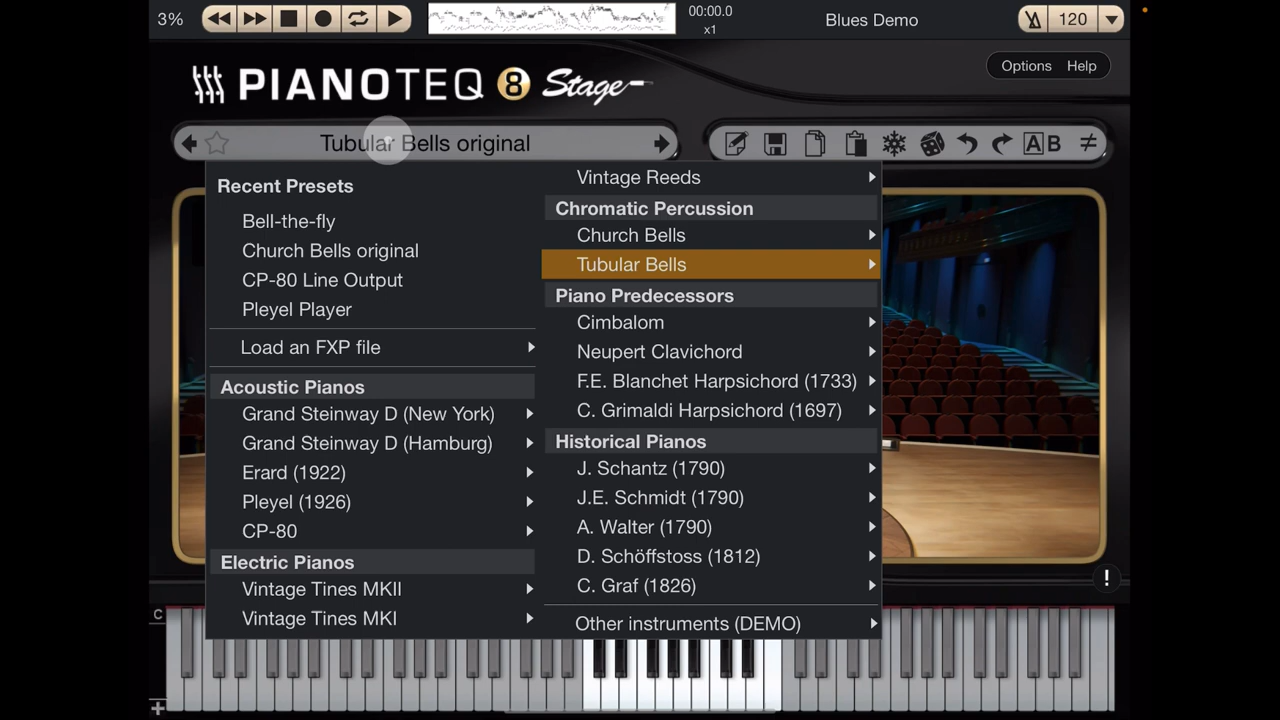 3%
00:00.0
x1
Blues Demo
120
PIANOTEQ 8 Stage
Options Help
Tubular Bells original
AB
Recent Presets
Bell-the-fly
Church Bells original
CP-80 Line Output
Pleyel Player
Load an FXP file
Acoustic Pianos
Grand Steinway D (New York)
Grand Steinway D (Hamburg)
Erard (1922)
Pleyel (1926)
CP-80
Electric Pianos
Vintage Tines MKII
Vintage Tines MKI
Vintage Reeds
Chromatic Percussion
Church Bells
Tubular Bells
Piano Predecessors
Cimbalom
Neupert Clavichord
F.E. Blanchet Harpsichord (1733)
C. Grimaldi Harpsichord (1697)
Historical Pianos
J. Schantz (1790)
J.E. Schmidt (1790)
A. Walter (1790)
D. Schöffstoss (1812)
C. Graf (1826)
Other instruments (DEMO)
!
C